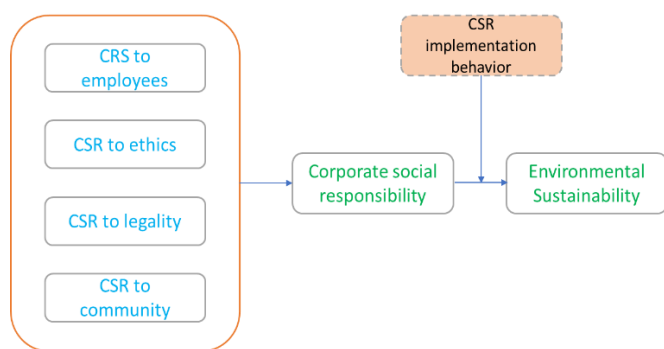 CRS to
employees
CSR to ethics
CSR to legality
CSR to
community
Corporate social
responsibility
CSR
implementation
behavior
Environmental
Sustainability